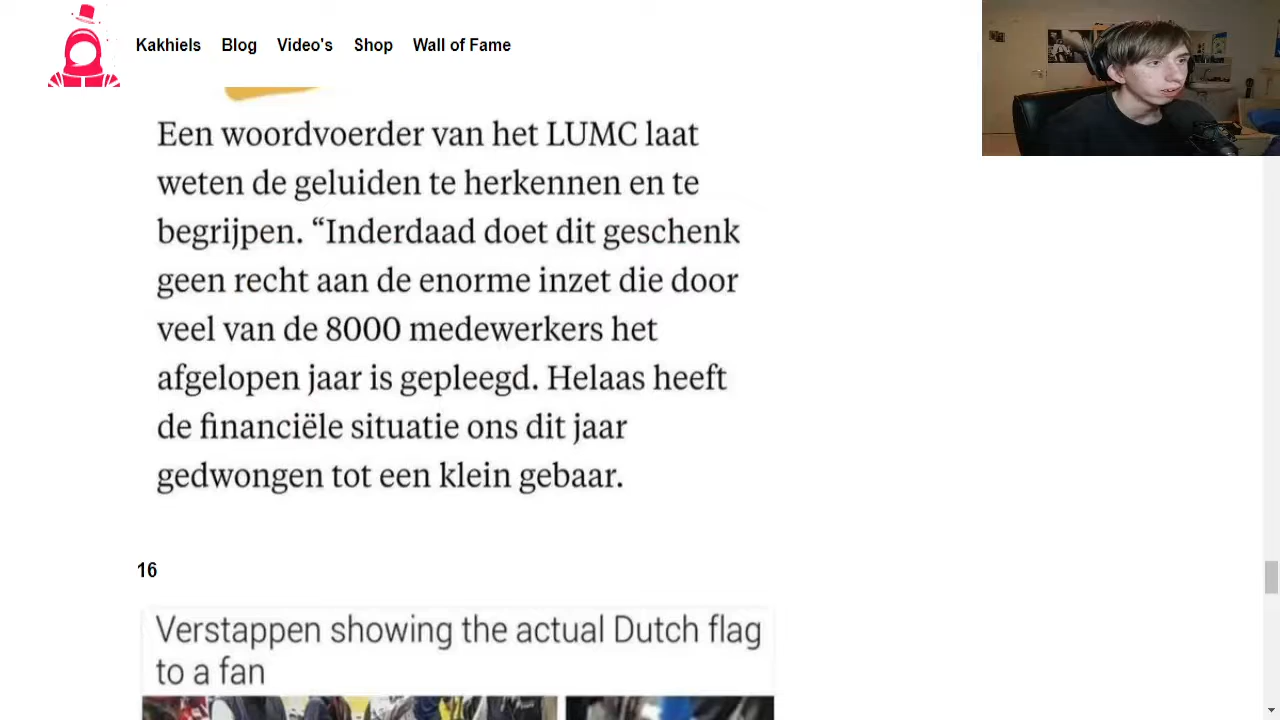 Kakhiels Blog Video's Shop Wall of Fame
Een woordvoerder van het LUMC laat
weten de geluiden te herkennen en te
begrijpen. “Inderdaad doet dit geschenk
geen recht aan de enorme inzet die door
veel van de 8000 medewerkers het
afgelopen jaar is gepleegd. Helaas heeft
de financiële situatie ons dit jaar
gedwongen tot een klein gebaar.
16
Verstappen showing the actual Dutch flag
to a fan